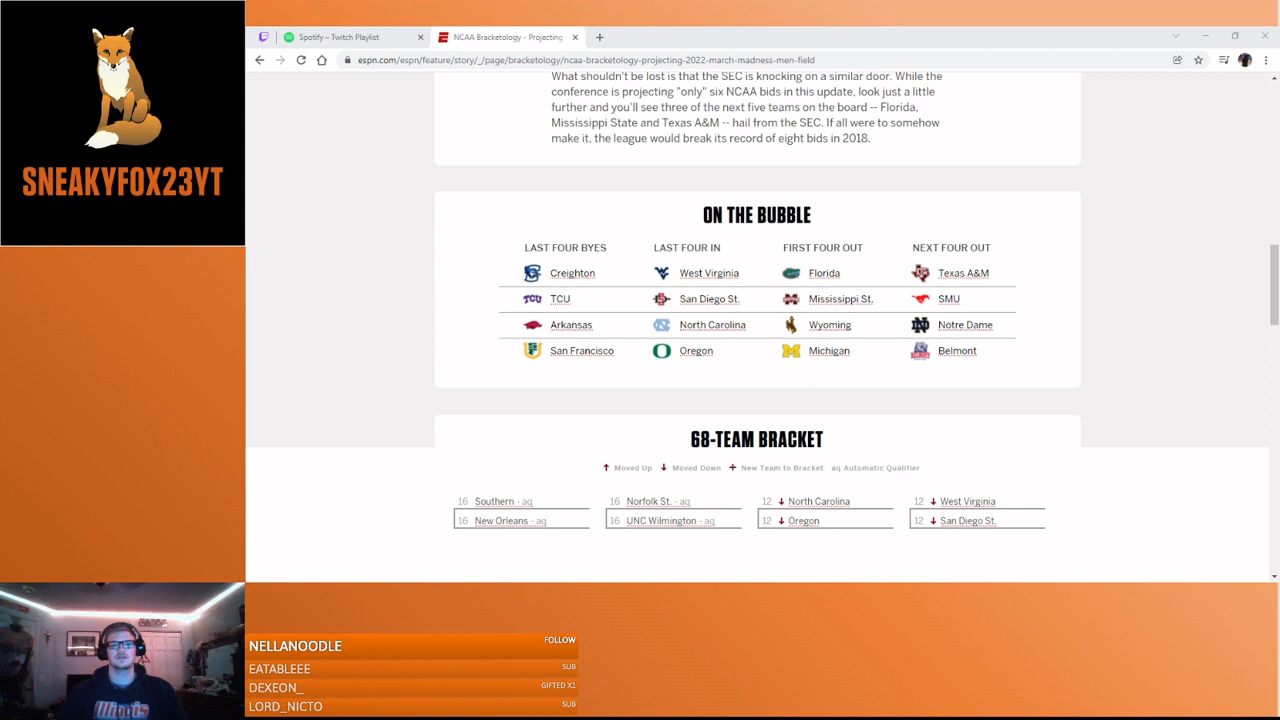 SNEAKYFOX23YT
Spotify – Twitch Playlist
NCAA Bracketology - Projecting
espn.com/espn/feature/story/_/page/bracketology/ncaa-bracketology-projecting-2022-march-madness-men-field
What shouldn't be lost is that the SEC is knocking on a similar door. While the
conference is projecting "only" six NCAA bids in this update, look just a little
further and you'll see three of the next five teams on the board -- Florida,
Mississippi State and Texas A&M -- hail from the SEC. If all were to somehow
make it, the league would break its record of eight bids in 2018.
ON THE BUBBLE
LAST FOUR BYES LAST FOUR IN FIRST FOUR OUT NEXT FOUR OUT
Creighton West Virginia Florida Texas A&M
TCU TCU San Diego St. Mississippi St. SMU
Arkansas North Carolina Wyoming Notre Dame
San Francisco Oregon Michigan Belmont
68-TEAM BRACKET
Moved Up Moved Down New Team to Bracket aq Automatic Qualifier
16 Southern - aq 16 Norfolk St. - aq 12 North Carolina 12 West Virginia
16 New Orleans - aq 16 UNC Wilmington - aq 12 Oregon 12 San Diego St.
NELLANOODLE FOLLOW
EATABLEEE SUB
DEXEON_ GIFTED X1
LORD_NICTO SUB